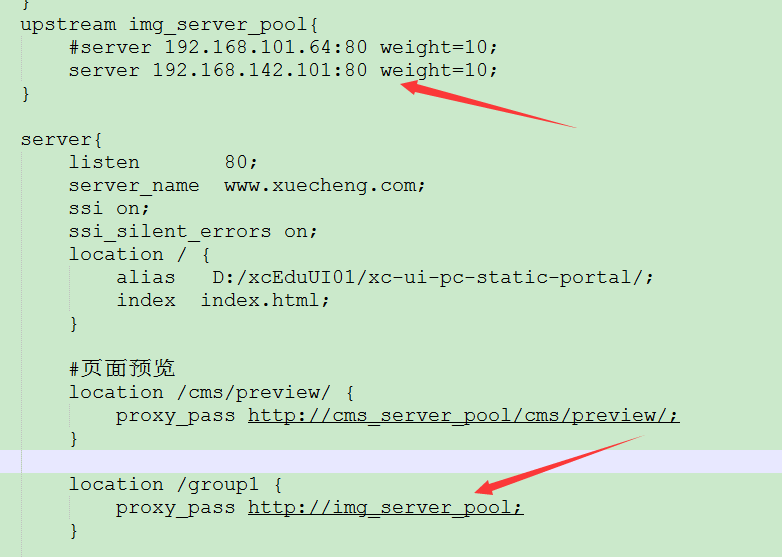 }
upstream img_server_pool{
    #server 192.168.101.64:80 weight=10;
    server 192.168.142.101:80 weight=10;
}
server{
    listen       80;
    server_name  www.xuecheng.com;
    ssi on;
    ssi_silent_errors on;
    location / {
        alias   D:/xcEduUI01/xc-ui-pc-static-portal/;
        index  index.html;
    }
    #页面预览
    location /cms/preview/ {
        proxy_pass http://cms_server_pool/cms/preview/;
    }
    location /group1 {
        proxy_pass http://img_server_pool;
    }